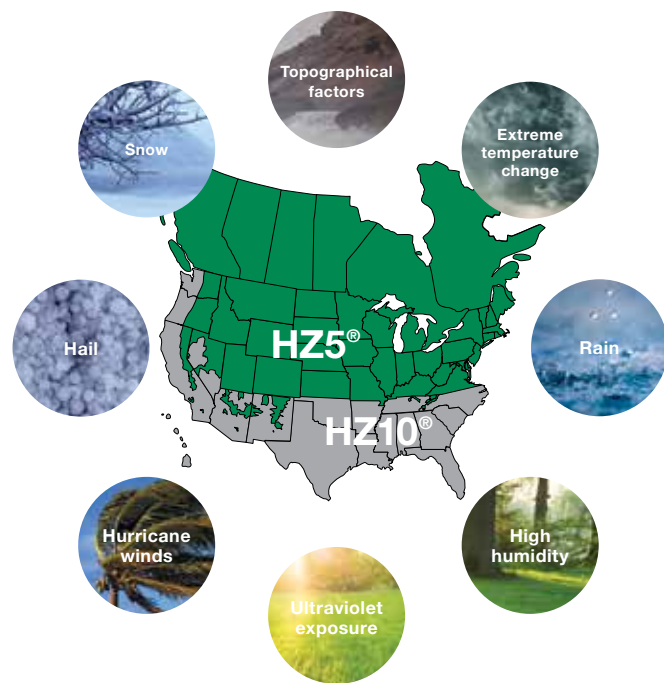 Topographical
factors
Snow
Extreme
temperature
change
HZ5®
Hail
Rain
HZ10®
Hurricane
winds
High
humidity
Ultraviolet
exposure